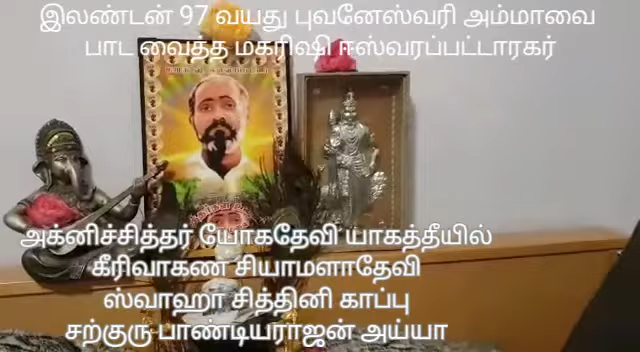 இலண்டன் 97 வயது புவனேஸ்வரி அம்மாவை
பாட வைத்த மகரிஷி ஈஸ்வரப்பட்டாரகர்
அக்னிச்சித்தர் யோகதேவி யாகத்தீயில்
கீரிவாகண சியாமளாதேவி
ஸ்வாஹா சித்தினி காப்பு
சற்குரு பாண்டியராஜன் அய்யா